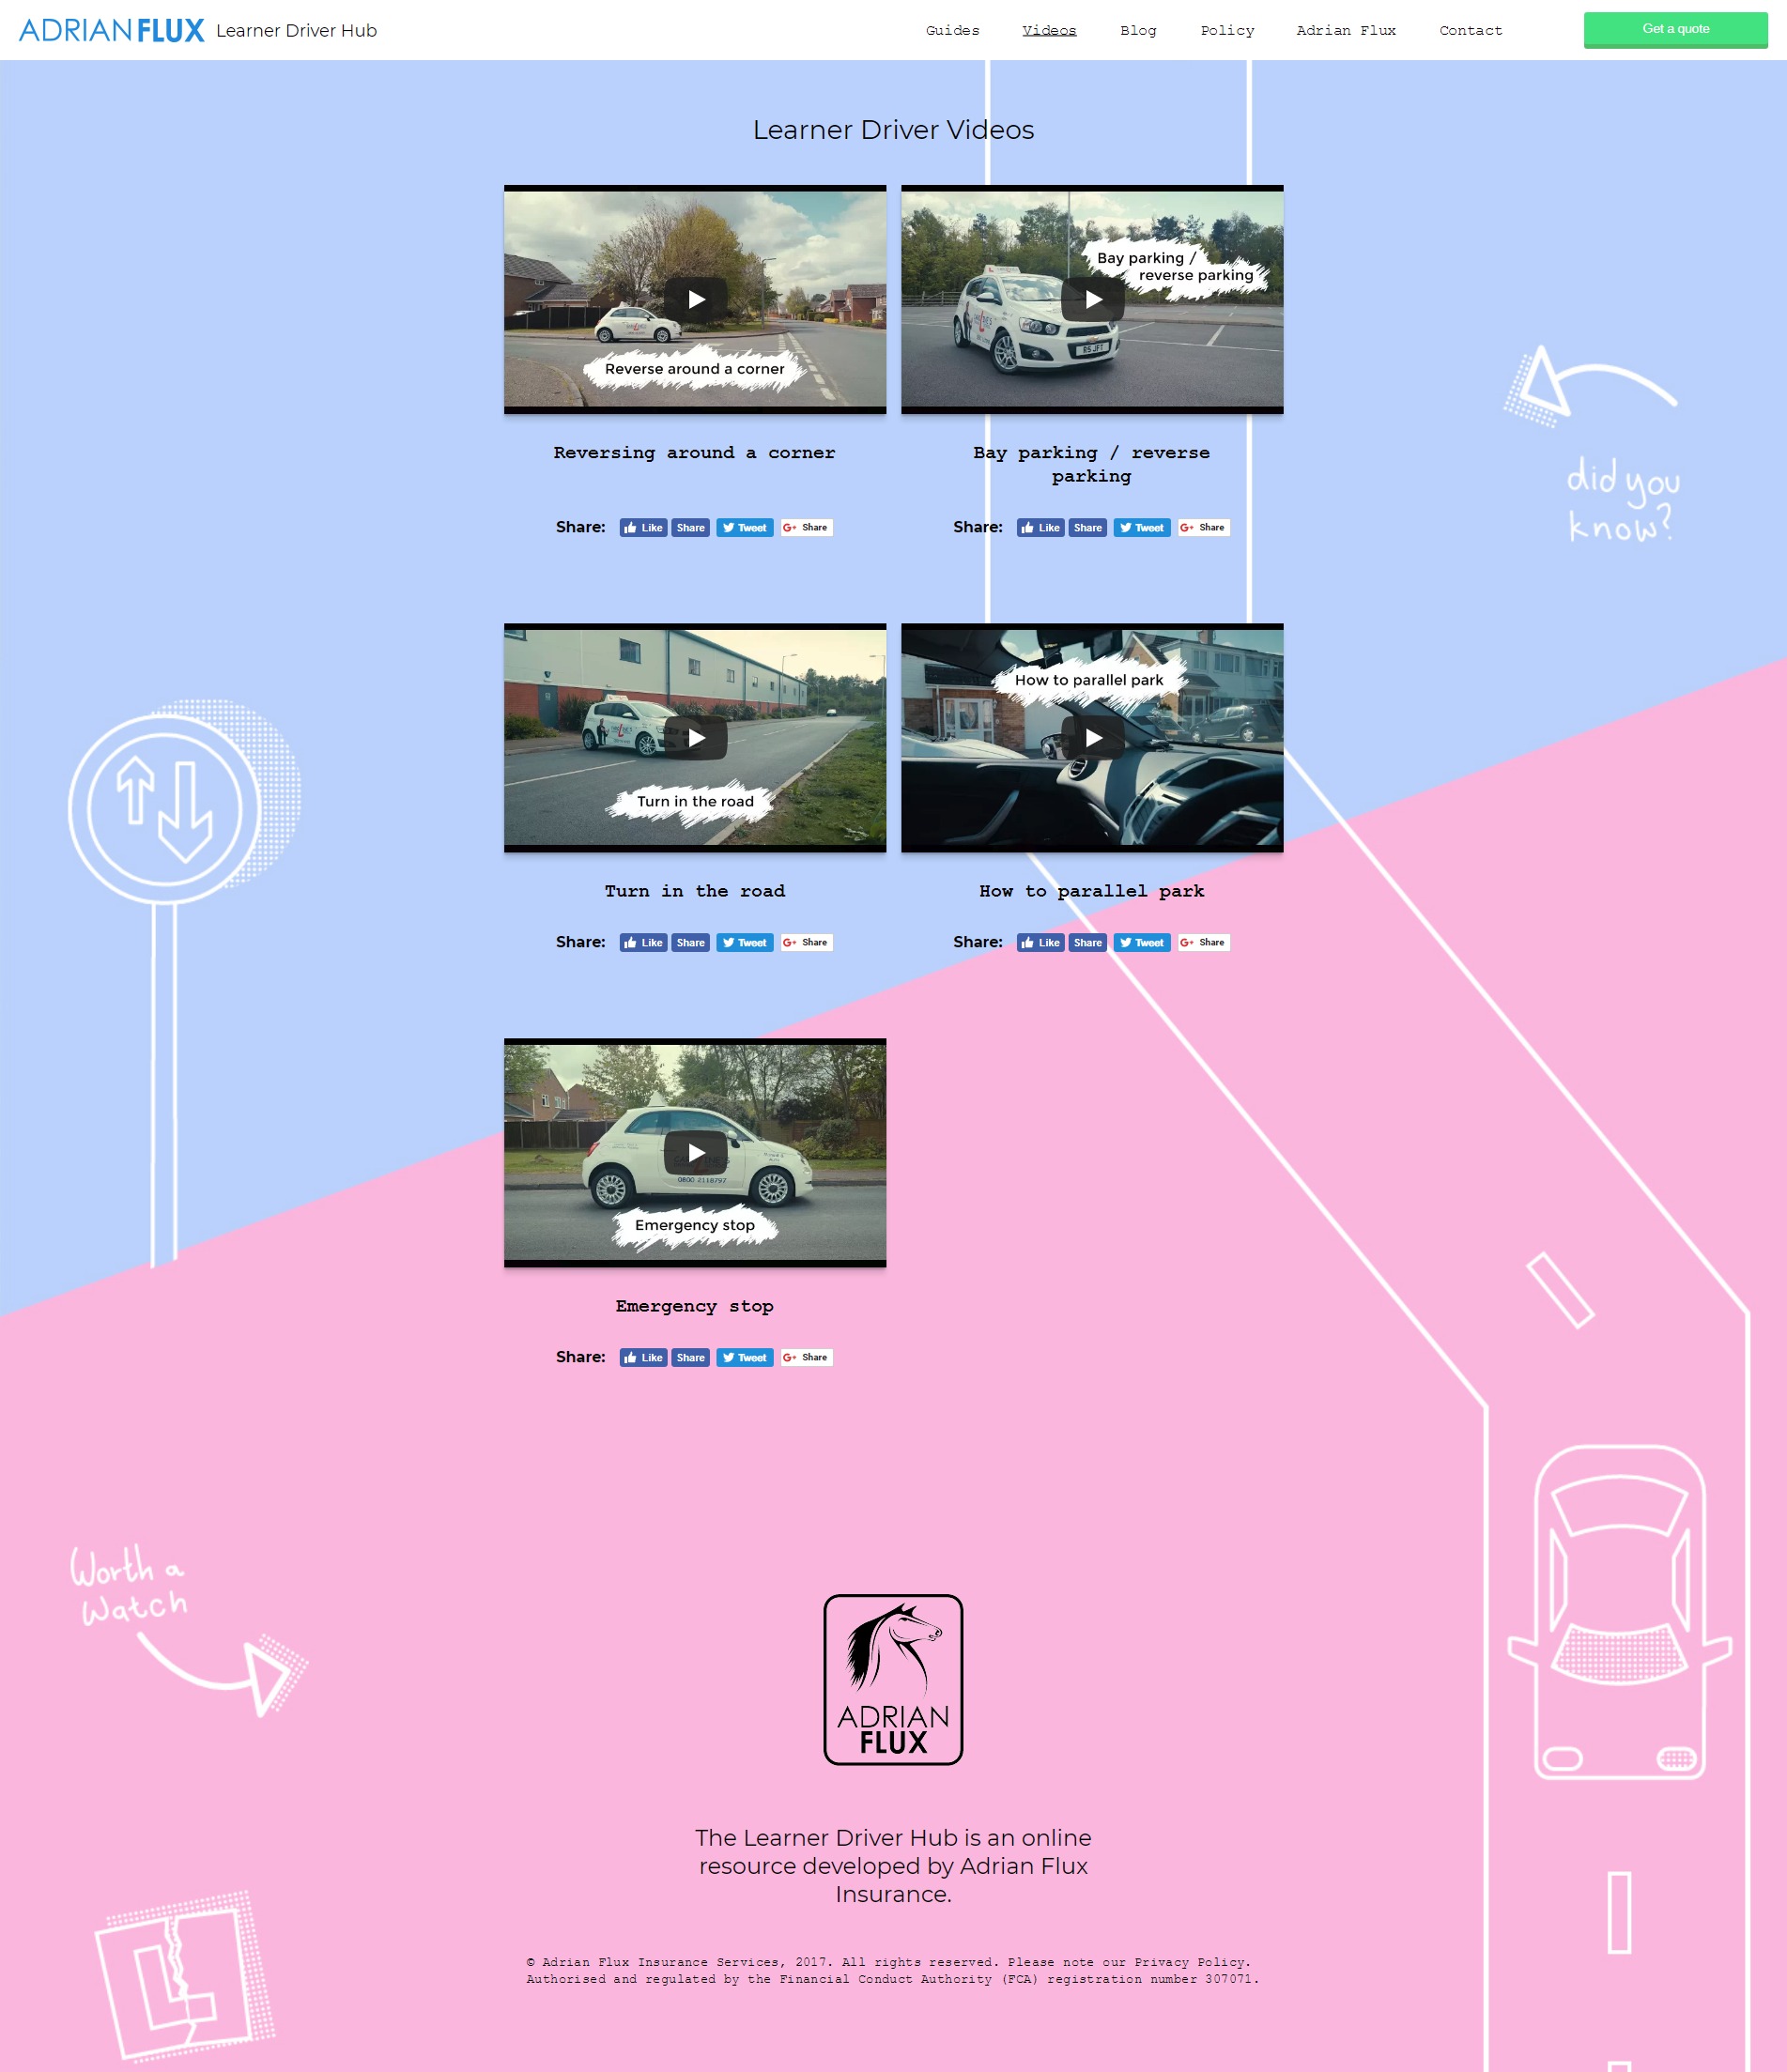 ADRIAN FLUX Learner Driver Hub
Guides Videos Blog Policy Adrian Flux Contact Get a quote
Learner Driver Videos
Reverse around a corner
Bay parking /
reverse parking
BS JFT
Reversing around a corner
Bay parking / reverse
parking
Share: Like Share Tweet G+ Share
Share: Like Share Tweet G+ Share
did you
know?
Turn in the road
How to parallel park
Turn in the road
How to parallel park
Share: Like Share Tweet G+ Share
Share: Like Share Tweet G+ Share
0800 2118797
Emergency stop
Emergency stop
Share: Like Share Tweet G+ Share
Worth a
Watch
ADRIAN
FLUX
The Learner Driver Hub is an online
resource developed by Adrian Flux
Insurance.
L
© Adrian Flux Insurance Services, 2017. All rights reserved. Please note our Privacy Policy.
Authorised and regulated by the Financial Conduct Authority (FCA) registration number 307071.